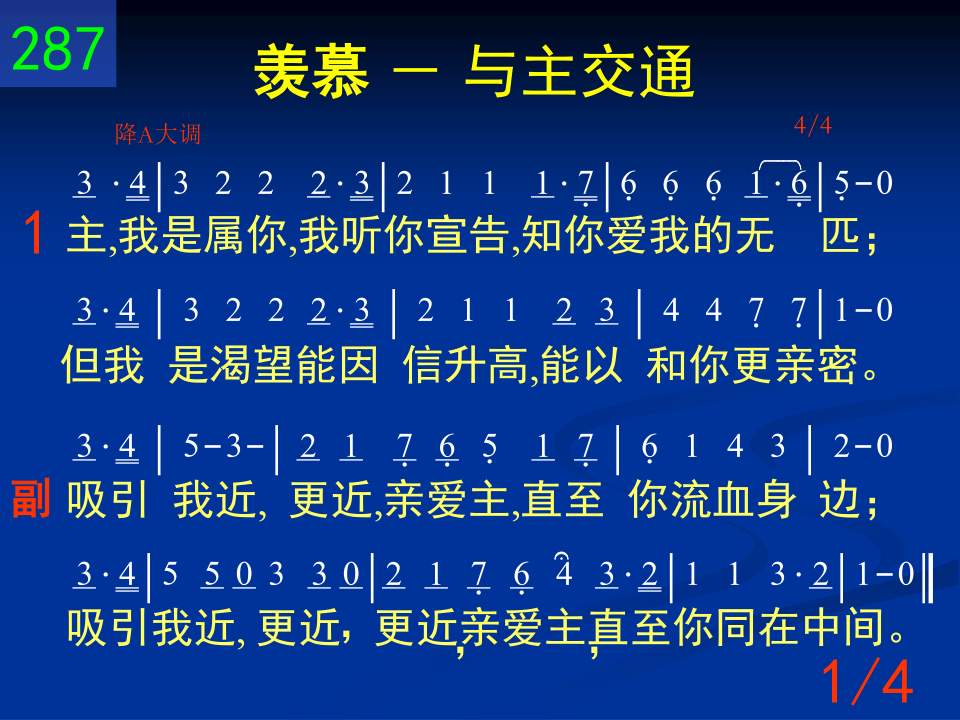 287
羡慕 — 与主交通
降A大调 4/4
3 · 4 | 3 2 2 2 · 3 | 2 1 1 1 · 7 | 6 6 6 1 · 6 | 5 - 0
1 主,我是属你,我听你宣告,知你爱我的无 匹；
3 · 4 | 3 2 2 2 · 3 | 2 1 1 2 3 | 4 4 7 7 | 1 - 0
但我 是渴望能因 信升高,能以 和你更亲密。
3 · 4 | 5 - 3 - | 2 1 7 6 5 1 7 | 6 1 4 3 | 2 - 0
副 吸引 我近, 更近,亲爱主,直至 你流血身 边；
3 · 4 | 5 5 0 3 3 0 | 2 1 7 6 4 3 · 2 | 1 1 3 · 2 | 1 - 0 ‖
吸引我近, 更近，更近,亲爱主,直至你同在中间。
1/4